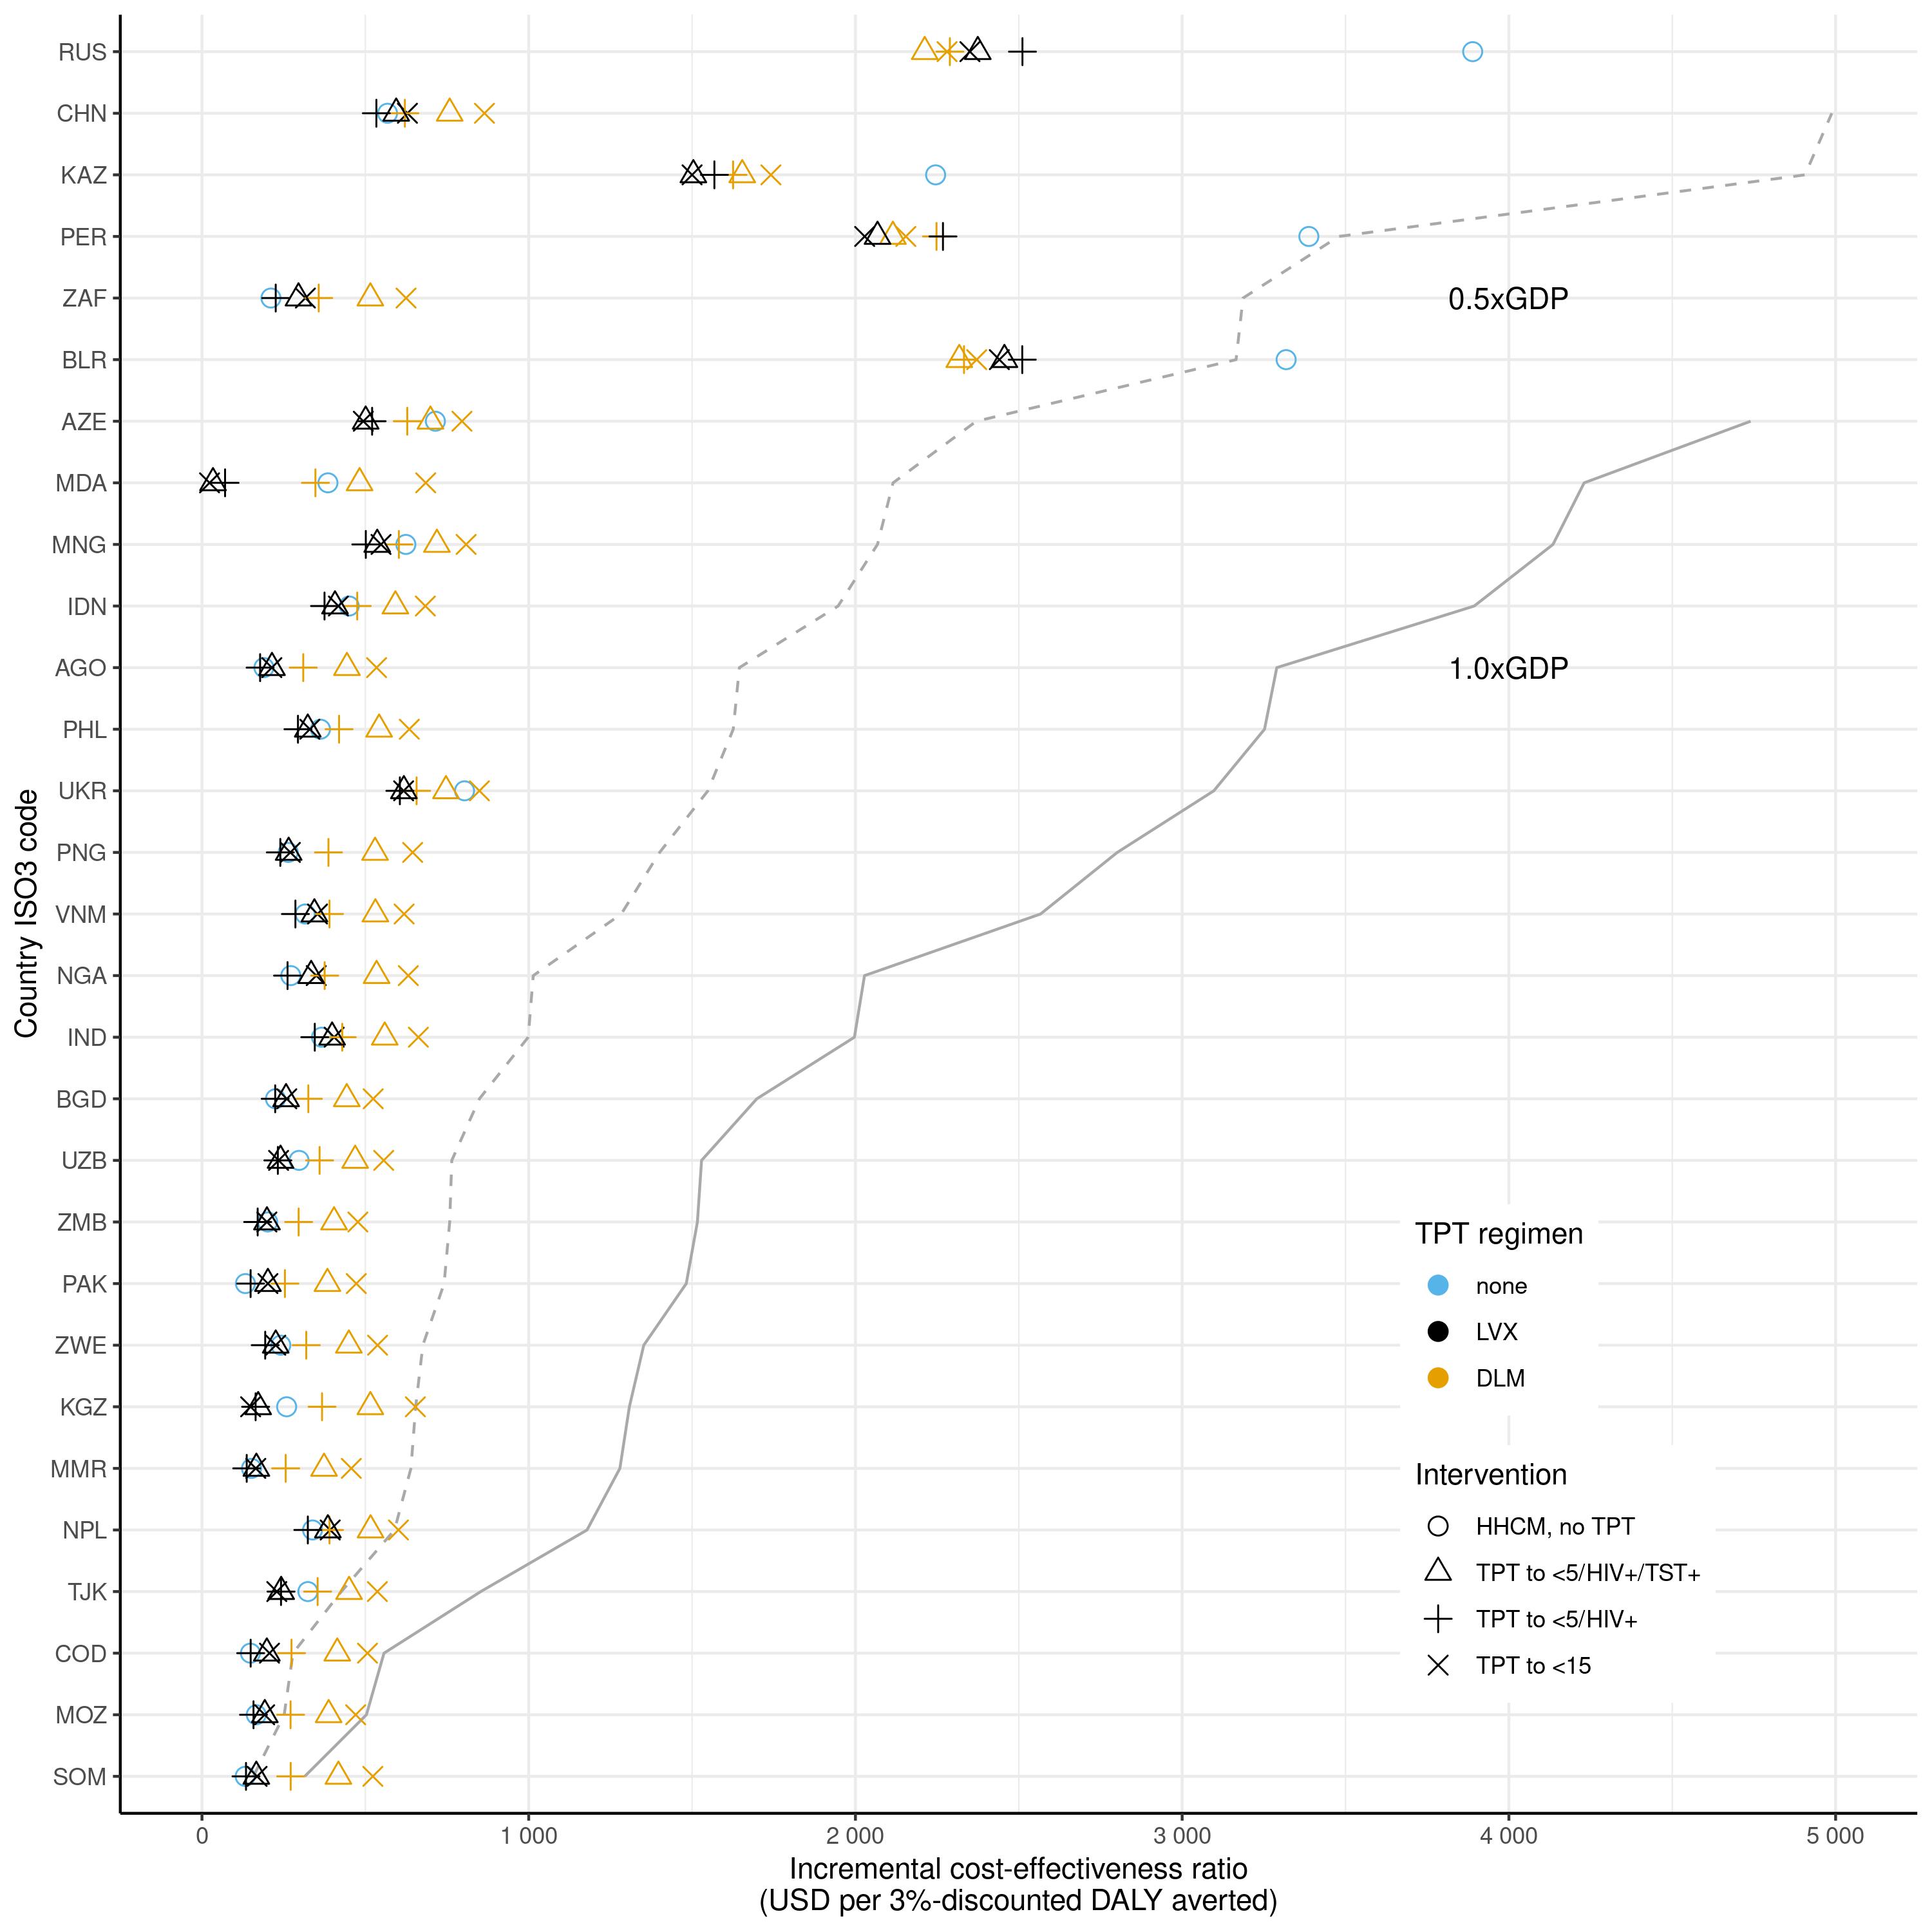 RUS
CHN
KAZ
PER
ZAF
0.5xGDP
BLR
AZE
MDA
MNG
IDN
AGO
1.0xGDP
PHL
UKR
PNG
VNM
NGA
IND
BGD
UZB
ZMB
PAK
ZWE
KGZ
MMR
NPL
TJK
COD
MOZ
SOM
Country ISO3 code
TPT regimen
none
LVX
DLM
Intervention
HHCM, no TPT
TPT to <5/HIV+/TST+
TPT to <5/HIV+
TPT to <15
0 1 000 2 000 3 000 4 000 5 000
Incremental cost-effectiveness ratio
(USD per 3%-discounted DALY averted)